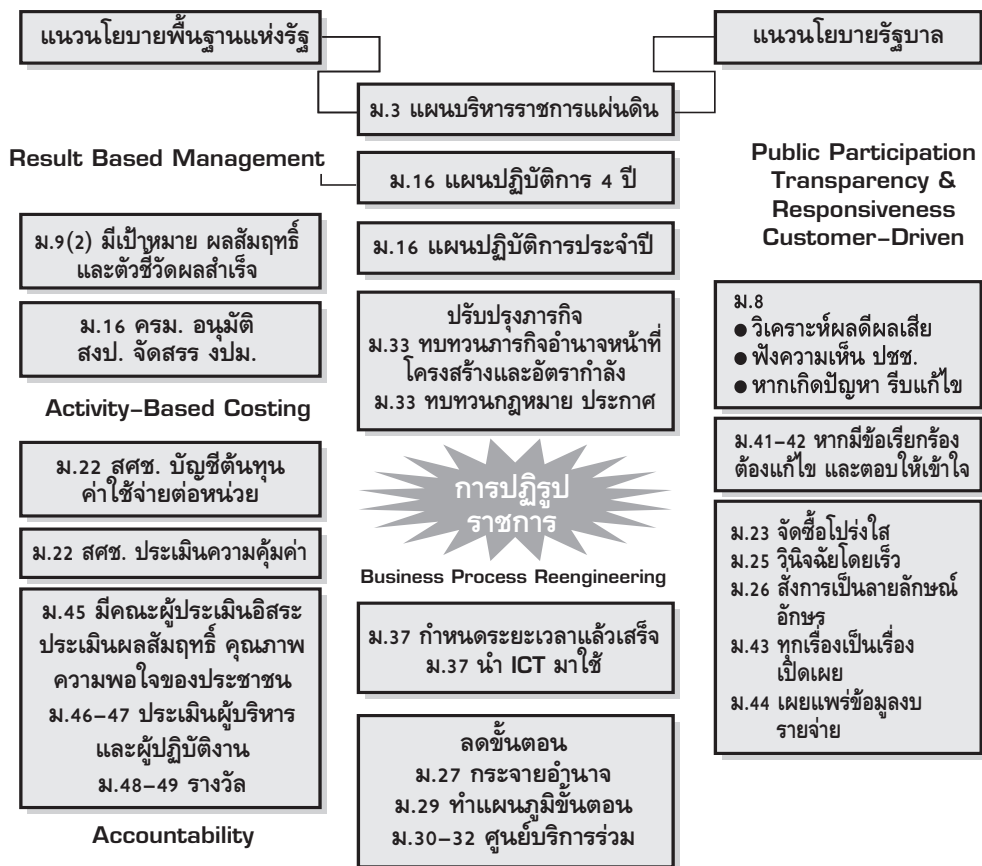 แนวนโยบายพื้นฐานแห่งรัฐ
แนวนโยบายรัฐบาล
ม.3 แผนบริหารราชการแผ่นดิน
Result Based Management
ม.16 แผนปฏิบัติการ 4 ปี
ม.16 แผนปฏิบัติการประจำปี
Public Participation
Transparency &
Responsiveness
Customer-Driven
ม.9(2) มีเป้าหมาย ผลสัมฤทธิ์
และตัวชี้วัดผลสำเร็จ
ม.16 ครม. อนุมัติ
สงป. จัดสรร งปม.
Activity-Based Costing
ม.22 สศช. บัญชีต้นทุน
ค่าใช้จ่ายต่อหน่วย
ม.22 สศช. ประเมินความคุ้มค่า
ม.45 มีคณะผู้ประเมินอิสระ
ประเมินผลสัมฤทธิ์ คุณภาพ
ความพอใจของประชาชน
ม.46-47 ประเมินผู้บริหาร
และผู้ปฏิบัติงาน
ม.48-49 รางวัล
Accountability
ปรับปรุงภารกิจ
ม.33 ทบทวนภารกิจอำนาจหน้าที่
โครงสร้างและอัตรากำลัง
ม.33 ทบทวนกฎหมาย ประกาศ
การปฏิรูป
ราชการ
Business Process Reengineering
ม.37 กำหนดระยะเวลาแล้วเสร็จ
ม.37 นำ ICT มาใช้
ลดขั้นตอน
ม.27 กระจายอำนาจ
ม.29 ทำแผนภูมิขั้นตอน
ม.30-32 ศูนย์บริการร่วม
ม.8
● วิเคราะห์ผลดีผลเสีย
● ฟังความเห็น ปชช.
● หากเกิดปัญหา รีบแก้ไข
ม.41-42 หากมีข้อเรียกร้อง
ต้องแก้ไข และตอบให้เข้าใจ
ม.23 จัดซื้อโปร่งใส
ม.25 วินิจฉัยโดยเร็ว
ม.26 สั่งการเป็นลายลักษณ์
อักษร
ม.43 ทุกเรื่องเป็นเรื่อง
เปิดเผย
ม.44 เผยแพร่ข้อมูลงบ
รายจ่าย